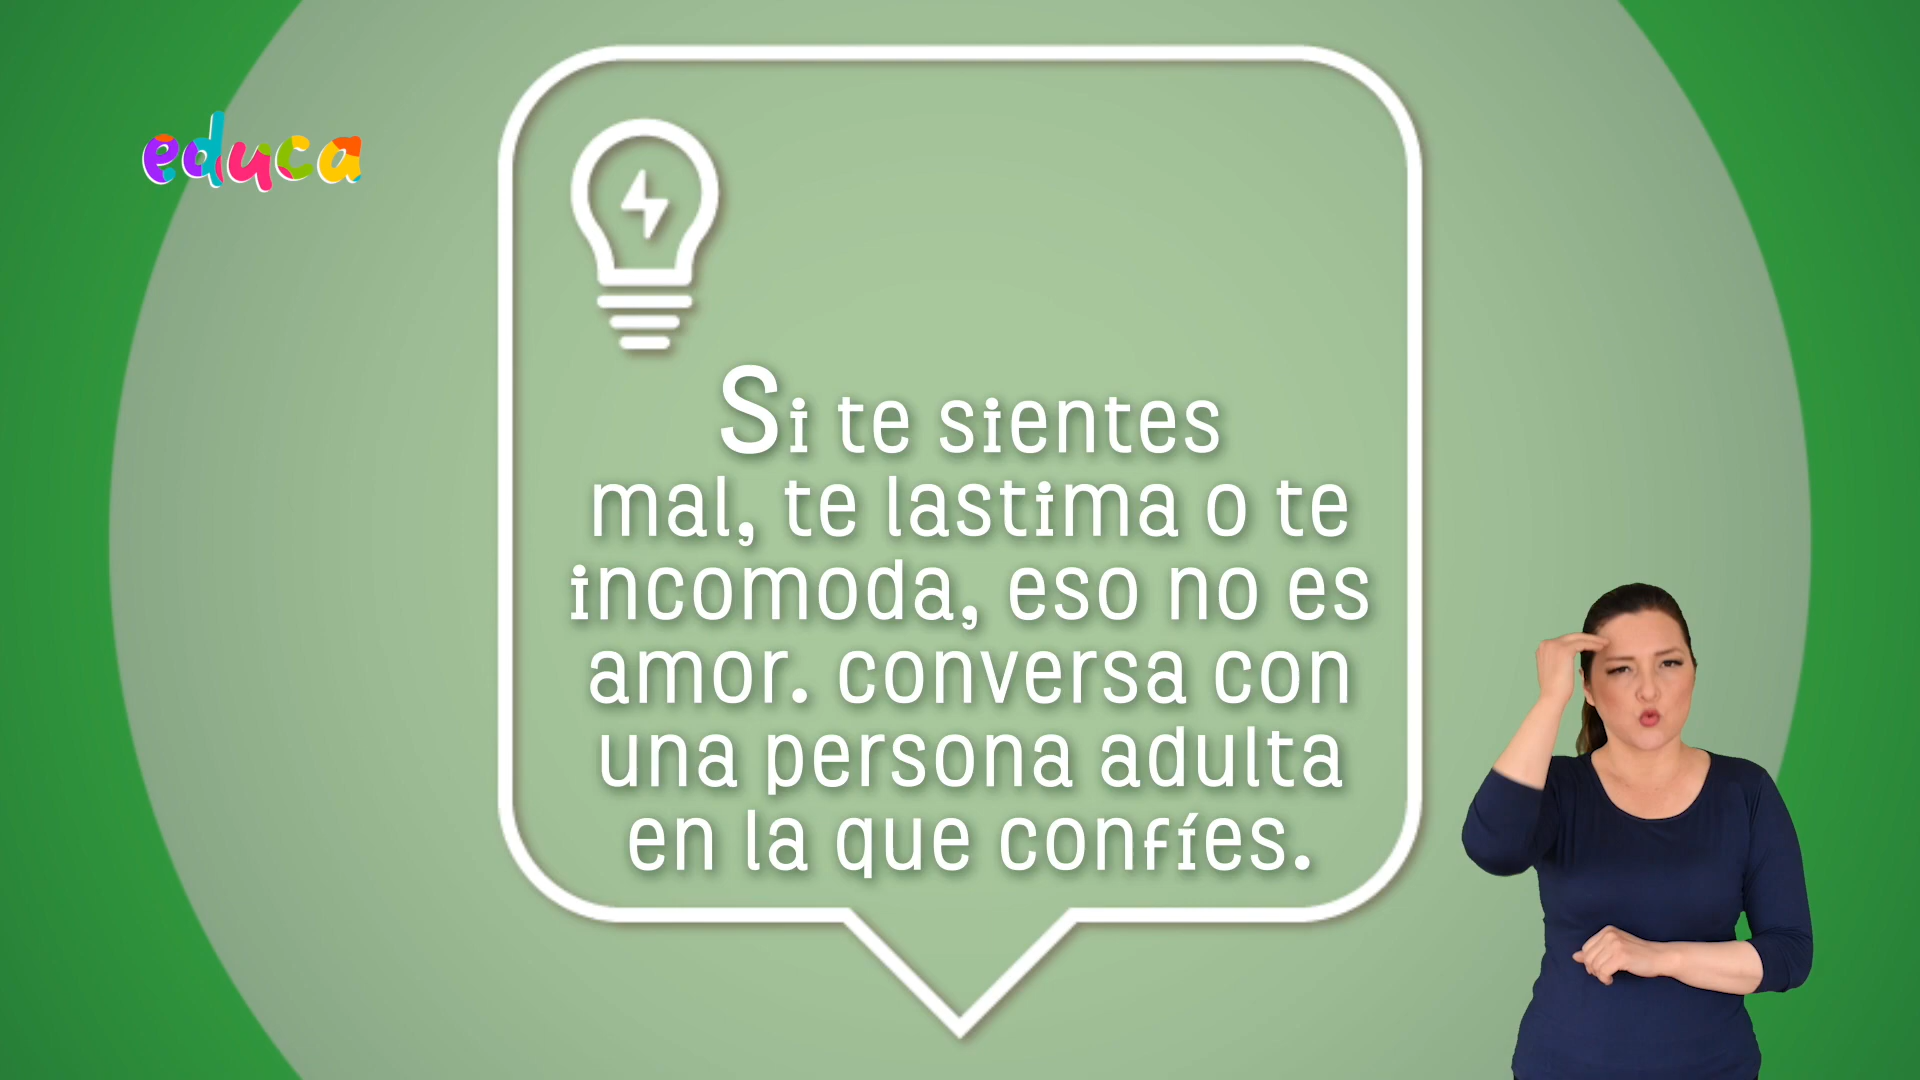 educa
Si te sientes
mal, te lastima o te
incomoda, eso no es
amor. conversa con
una persona adulta
en la que confíes.